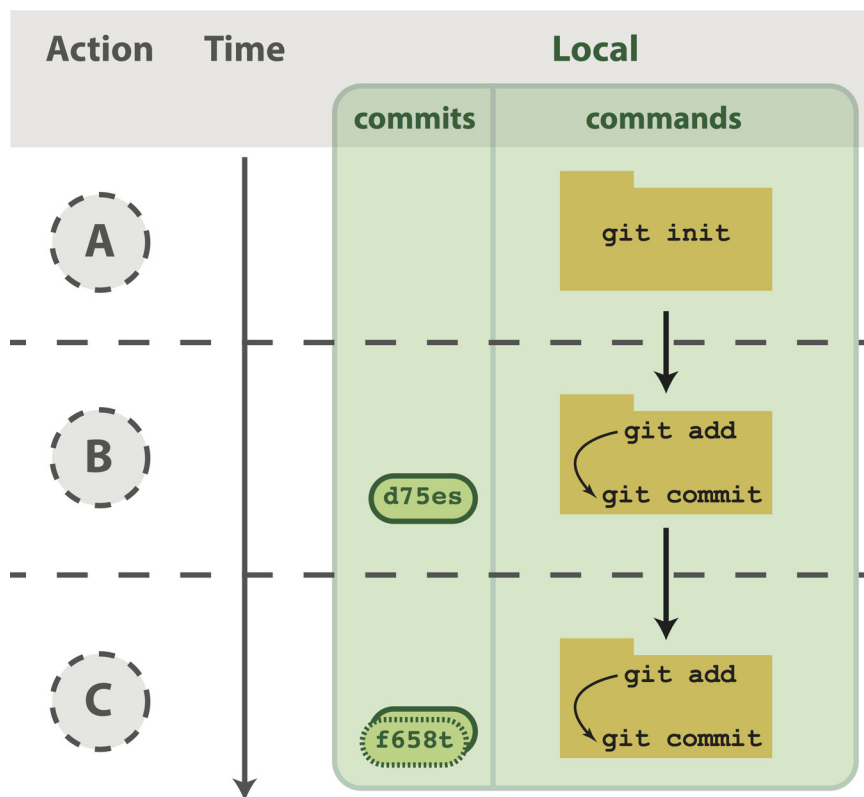 Action Time Local
commits commands
A
git init
B
git add
d75es
git commit
C
git add
f658t
git commit